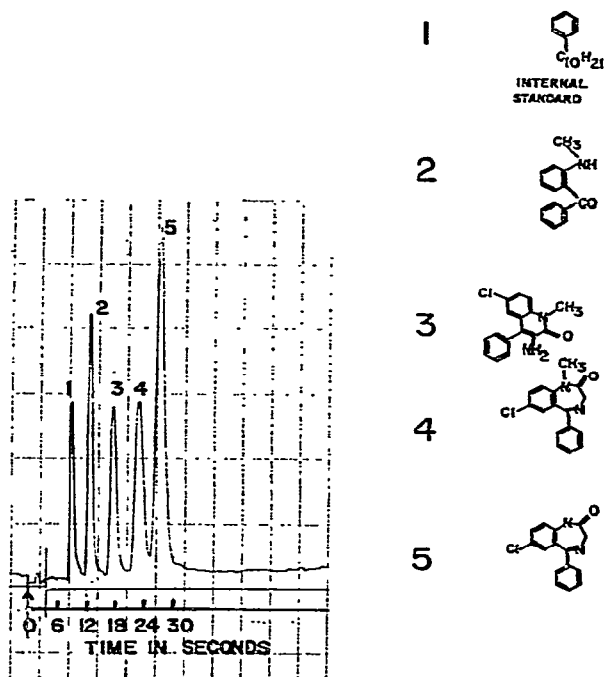 1
C10H21
INTERNAL
STANDARD
2
CH3
NH
CO
3
Cl
N
CH3
O
NH2
4
CH3
N
O
Cl
N
5
O
N
Cl
N
1
2
3
4
5
0 6 12 18 24 30
TIME IN SECONDS